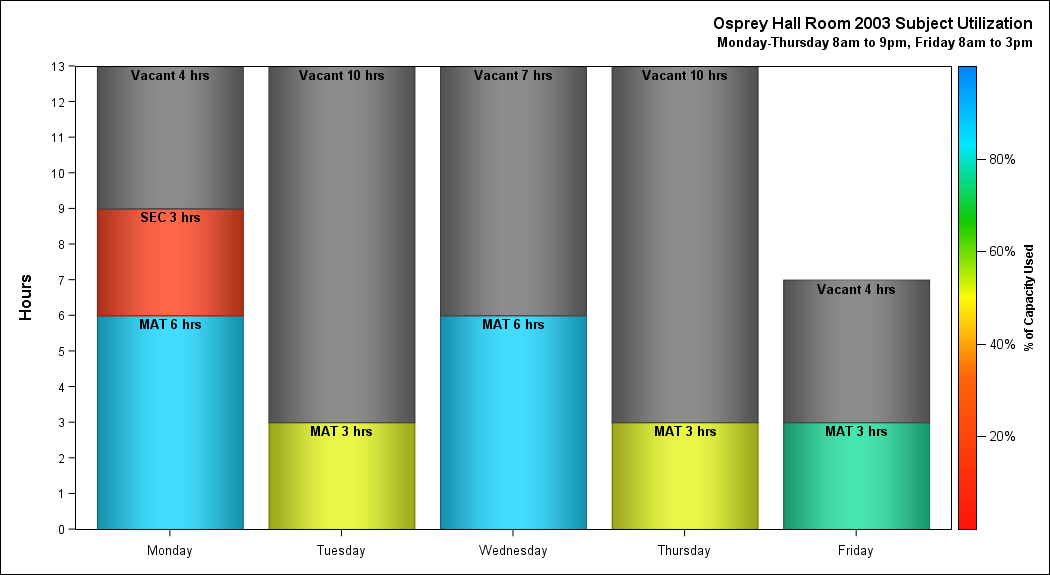 Osprey Hall Room 2003 Subject Utilization
Monday-Thursday 8am to 9pm, Friday 8am to 3pm
Hours
13
12
11
10
9
8
7
6
5
4
3
2
1
0
Vacant 4 hrs
SEC 3 hrs
MAT 6 hrs
Vacant 10 hrs
MAT 3 hrs
Vacant 7 hrs
MAT 6 hrs
Vacant 10 hrs
MAT 3 hrs
Vacant 4 hrs
MAT 3 hrs
Monday
Tuesday
Wednesday
Thursday
Friday
80%
60%
40%
20%
% of Capacity Used